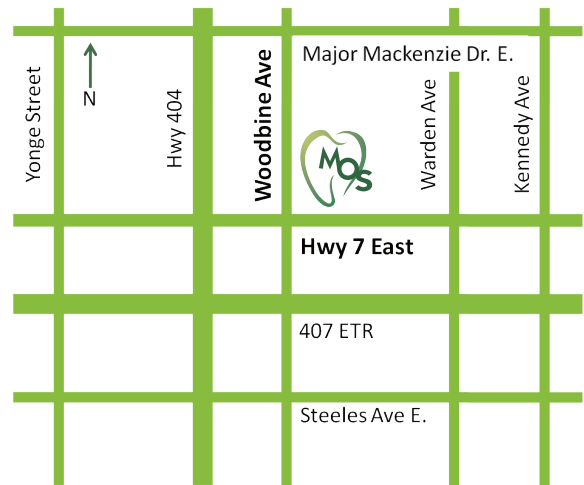 Major Mackenzie Dr. E.
Yonge Street
N
Hwy 404
Woodbine Ave
MOS
Warden Ave
Kennedy Ave
Hwy 7 East
407 ETR
Steeles Ave E.